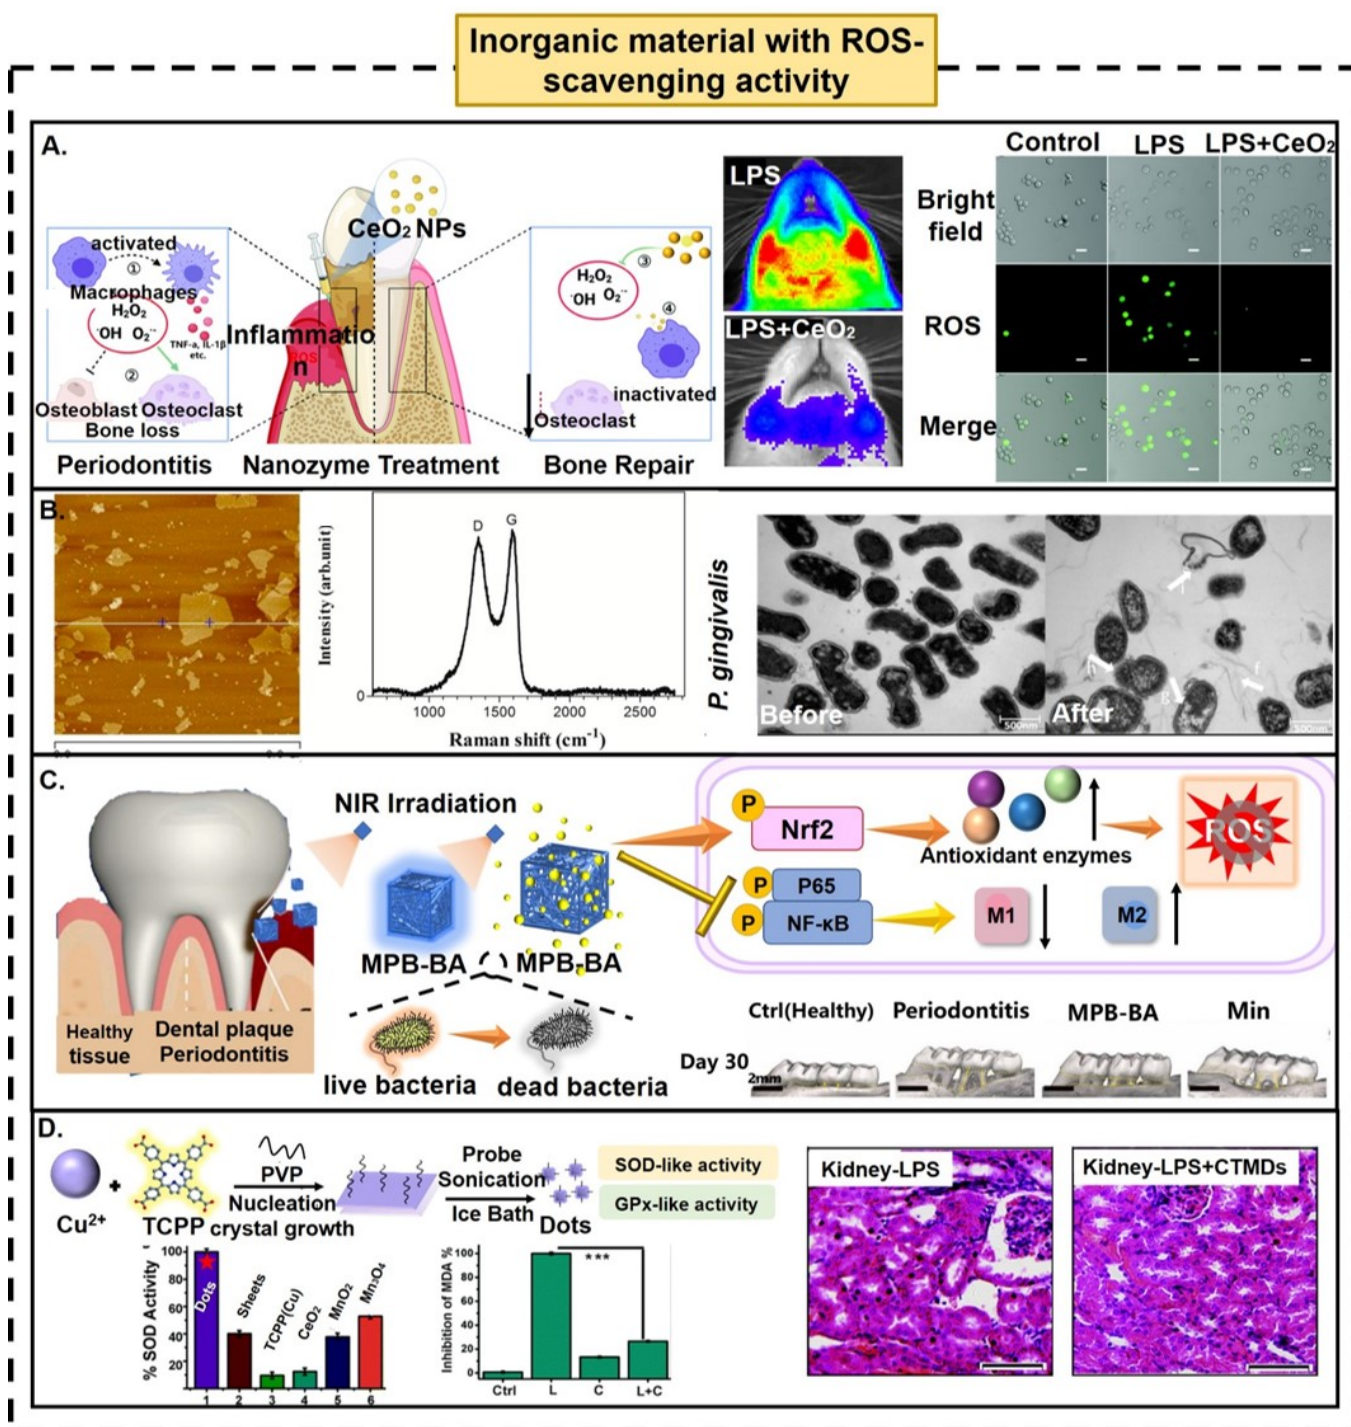 Inorganic material with ROS-
scavenging activity
A.
activated
①
Macrophages
H₂O₂
·OH O₂·⁻
TNF-a, IL-1β
etc.
②
Osteoblast Osteoclast
Bone loss
Periodontitis
CeO₂ NPs
Inflammatio
n
ROS
Nanozyme Treatment
③
H₂O₂
·OH O₂·⁻
④
inactivated
Osteoclast
Bone Repair
LPS
LPS+CeO₂
Control LPS LPS+CeO₂
Bright
field
ROS
Merge
B.
Intensity (arb.unit)
D G
0
1000 1500 2000 2500
Raman shift (cm⁻¹)
P. gingivalis
Before
500nm
After
500nm
C.
NIR Irradiation
MPB-BA MPB-BA
Healthy
tissue
Dental plaque
Periodontitis
live bacteria dead bacteria
P
Nrf2
Antioxidant enzymes
ROS
P P65
P NF-κB
M1 M2
Ctrl(Healthy) Periodontitis MPB-BA Min
Day 30
2mm
D.
Cu²⁺
+
TCPP
PVP
Nucleation
crystal growth
Probe
Sonication
Ice Bath
Dots
SOD-like activity
GPx-like activity
% SOD Activity
100
80
60
40
20
Dots
Sheets
TCPP(Cu)
CeO₂
MnO₂
Mn₃O₄
1 2 3 4 5 6
Inhibition of MDA %
100
80
60
40
20
0
***
Ctrl L C L+C
Kidney-LPS
Kidney-LPS+CTMDs